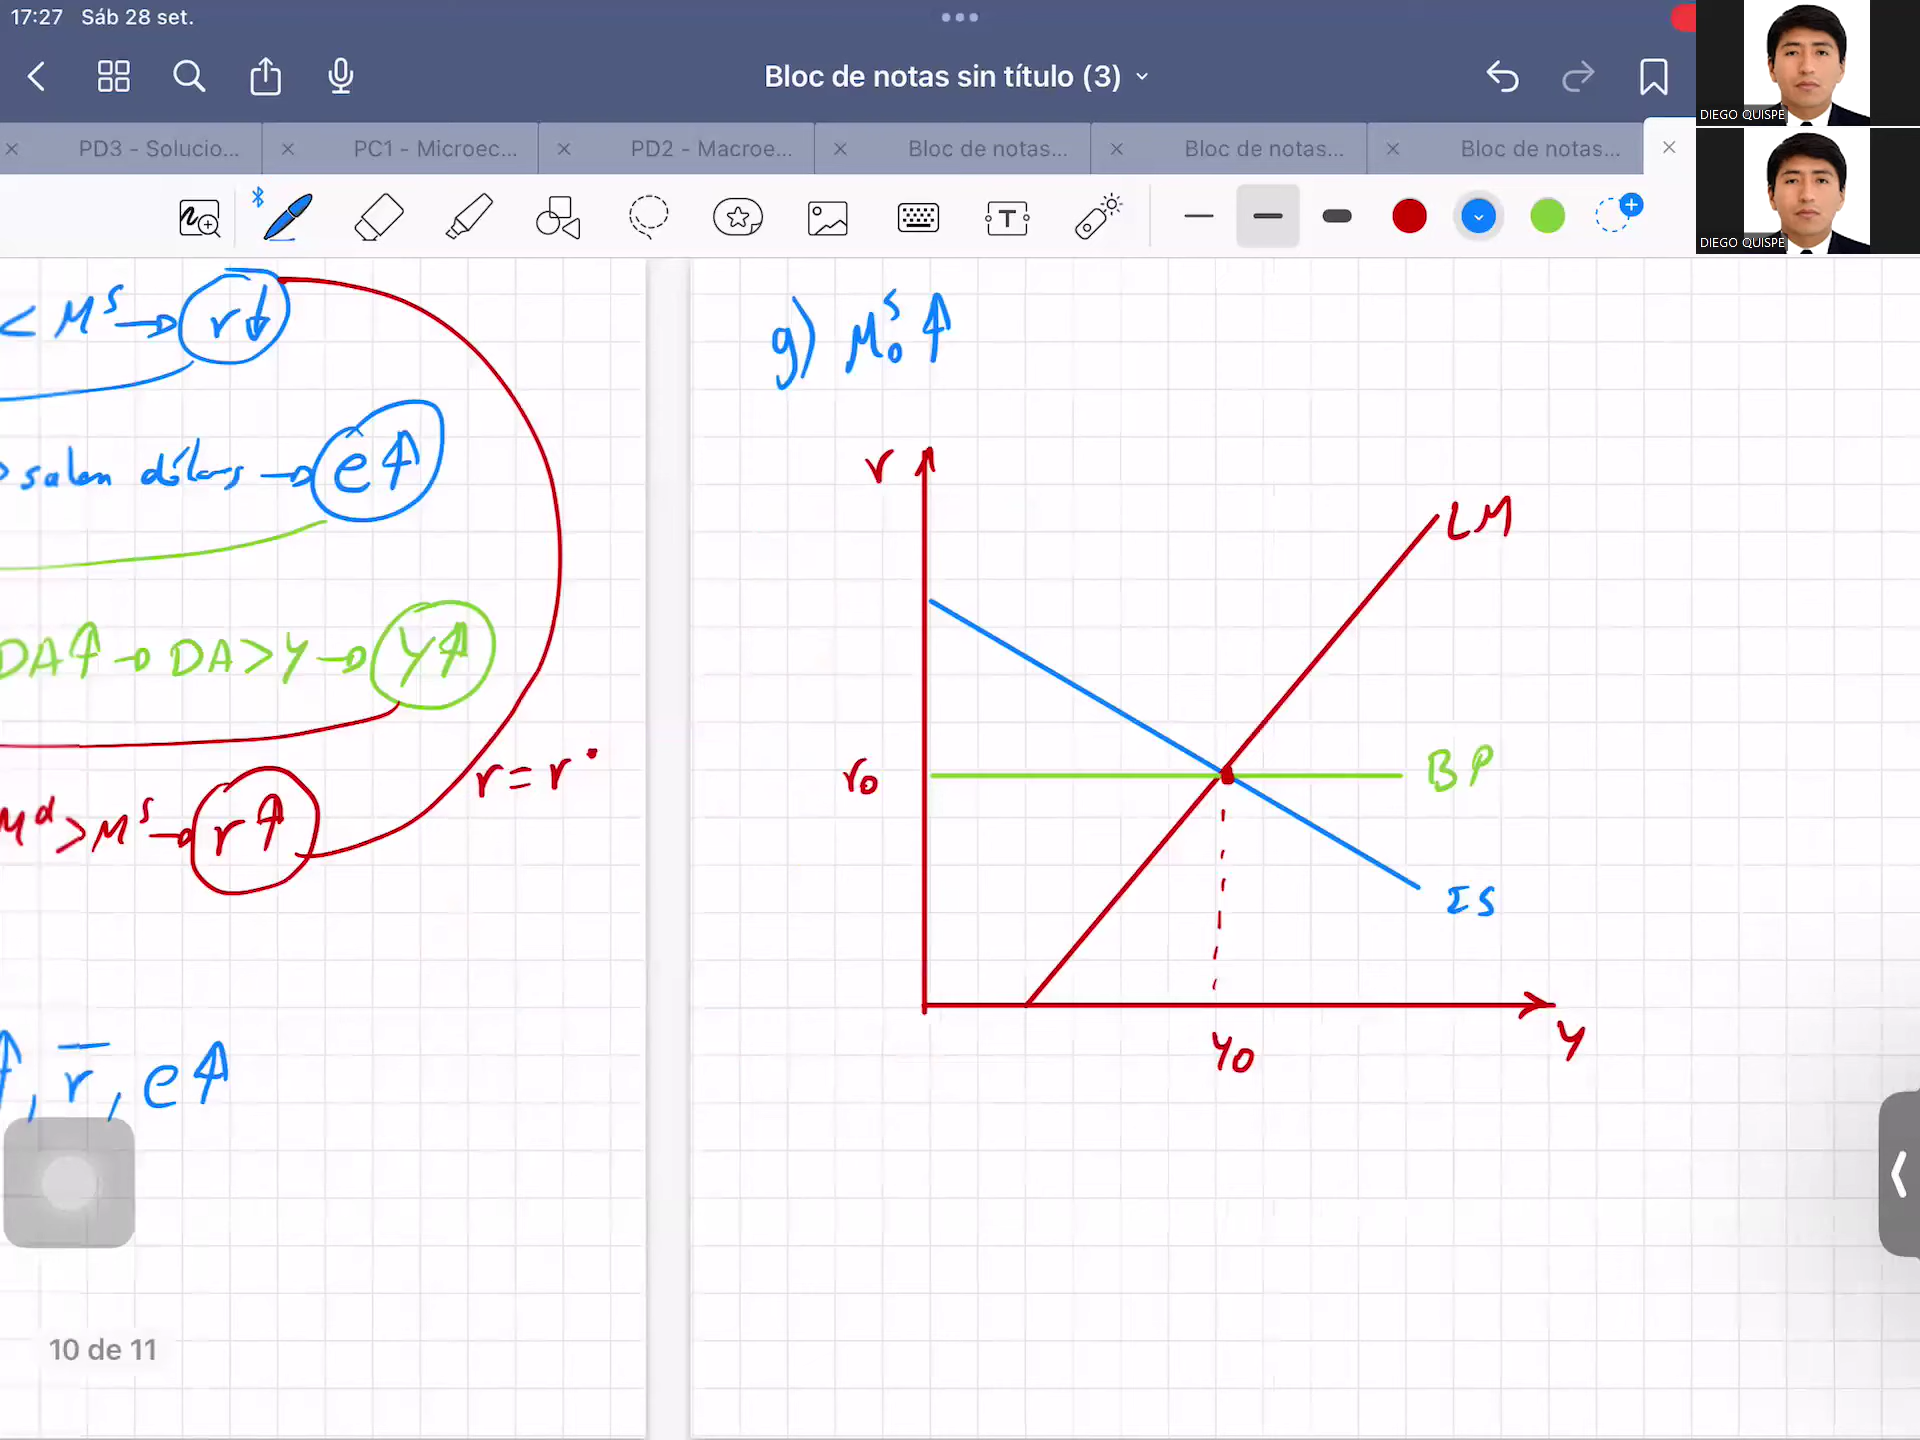 17:27 Sáb 28 set.
Bloc de notas sin título (3)
DIEGO QUISPE
PD3 - Solucio...
PC1 - Microec...
PD2 - Macroe...
Bloc de notas...
Bloc de notas...
Bloc de notas...
DIEGO QUISPE
< M^s → r↓
salen dólares → e↑
DA↑ → DA > Y → Y↑
M^d > M^s → r↑
r = r*
↑, r̅, e↑
10 de 11
g) M₀^s ↑
r
LM
r₀
BP
IS
Y₀
Y